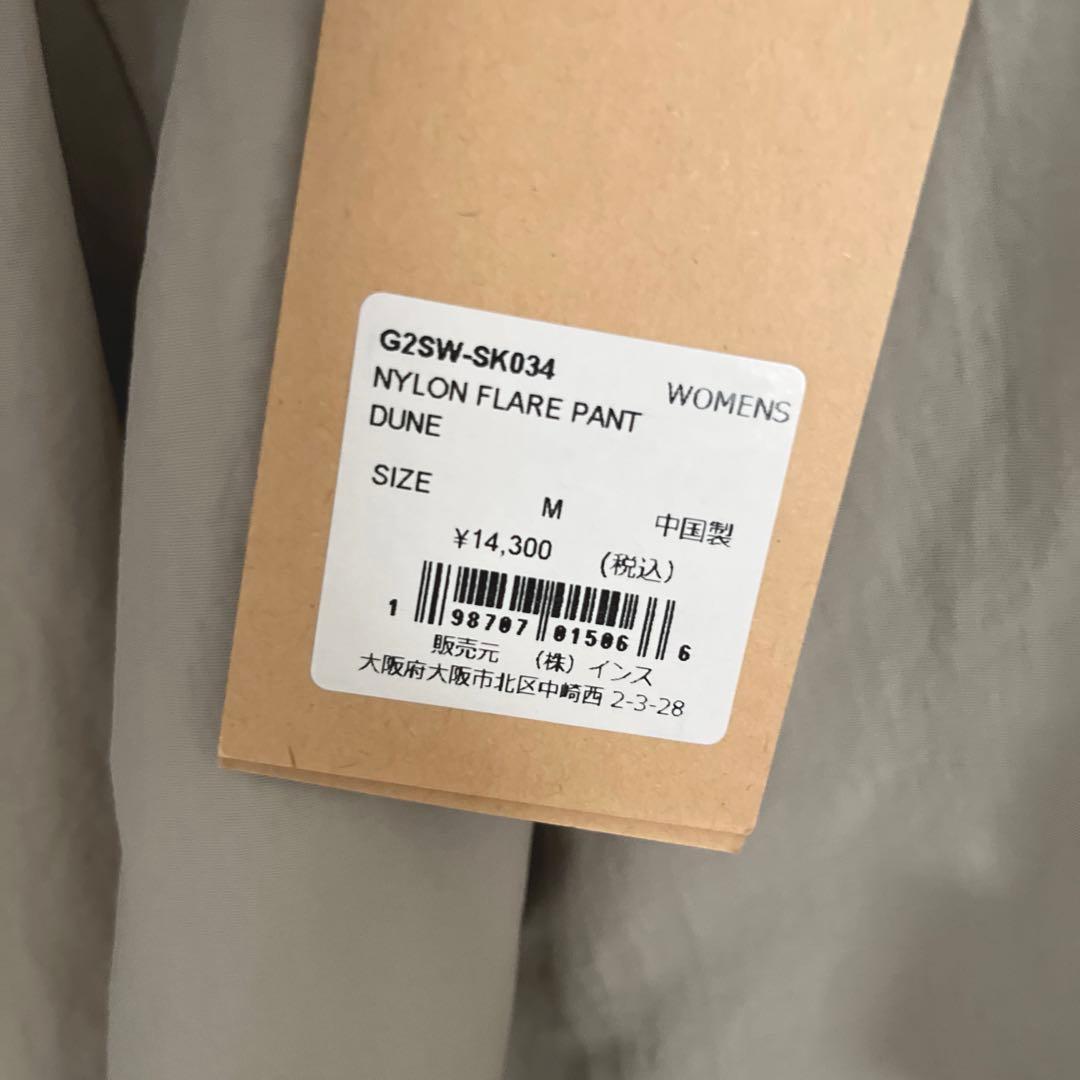 G2SW-SK034
NYLON FLARE PANT WOMENS
DUNE
SIZE
M 中国製
¥14,300 (税込)
1 98707 01506 6
販売元 (株)インス
大阪府大阪市北区中崎西 2-3-28